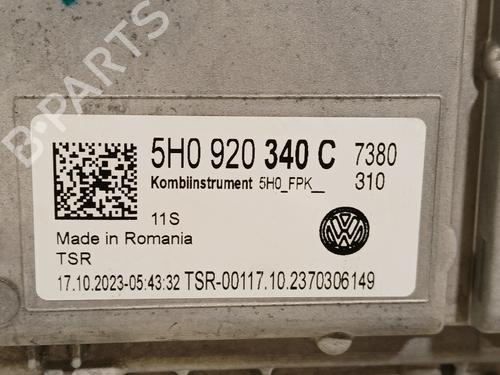 B-PARTS
5H0 920 340 C 7380
Kombiinstrument 5H0_FPK__ 310
11S
Made in Romania
TSR
17.10.2023-05:43:32 TSR-00117.10.2370306149